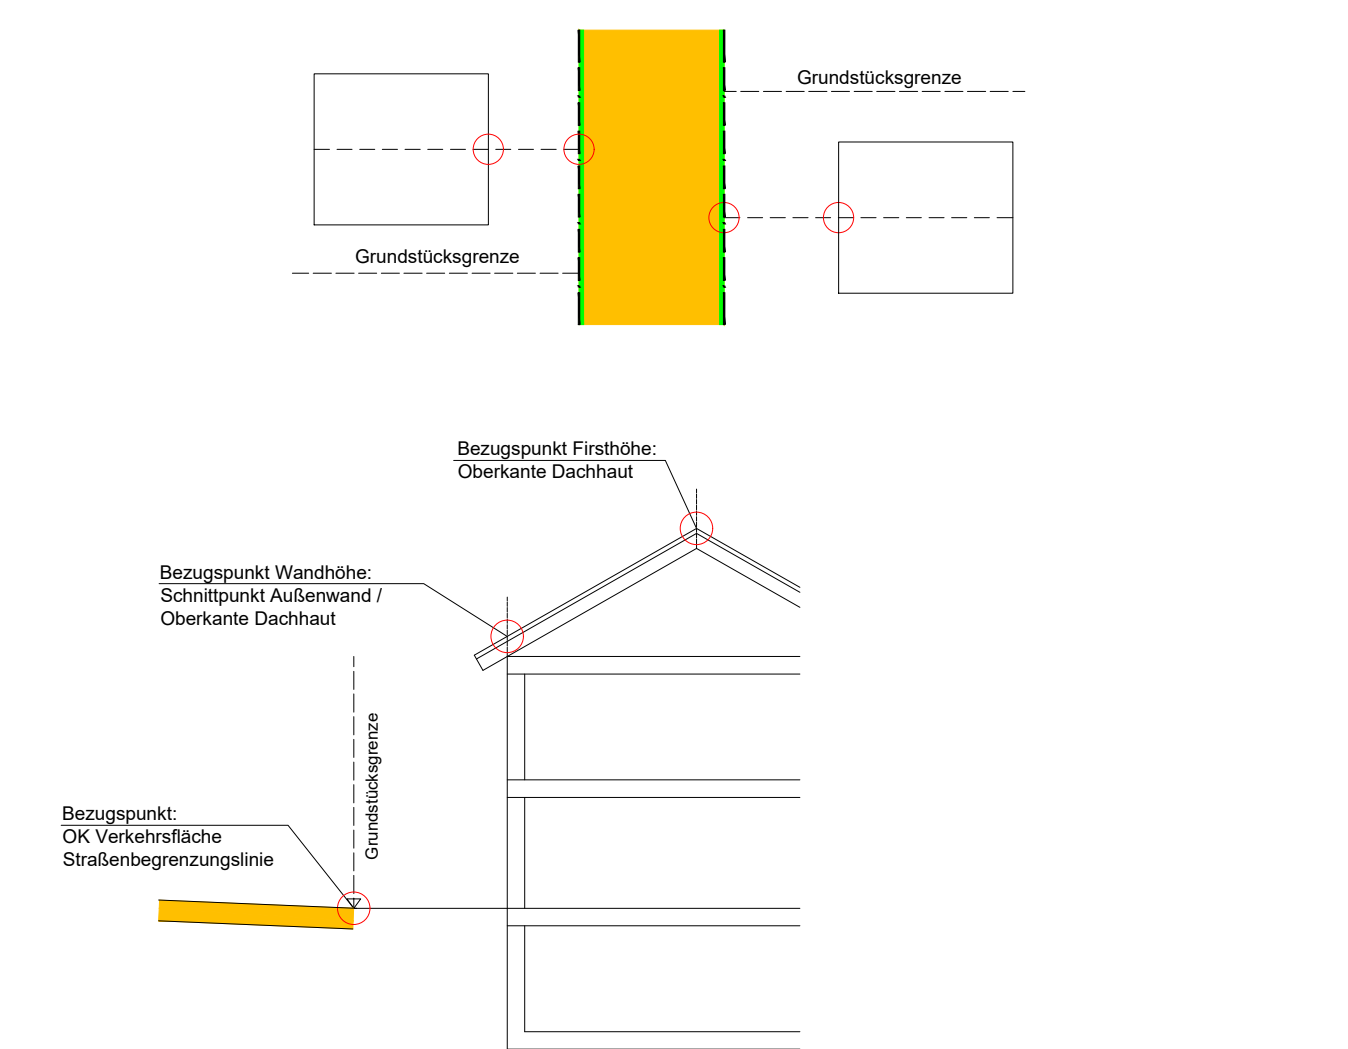 Grundstücksgrenze
Grundstücksgrenze
Bezugspunkt Firsthöhe:
Oberkante Dachhaut
Bezugspunkt Wandhöhe:
Schnittpunkt Außenwand /
Oberkante Dachhaut
Grundstücksgrenze
Bezugspunkt:
OK Verkehrsfläche
Straßenbegrenzungslinie